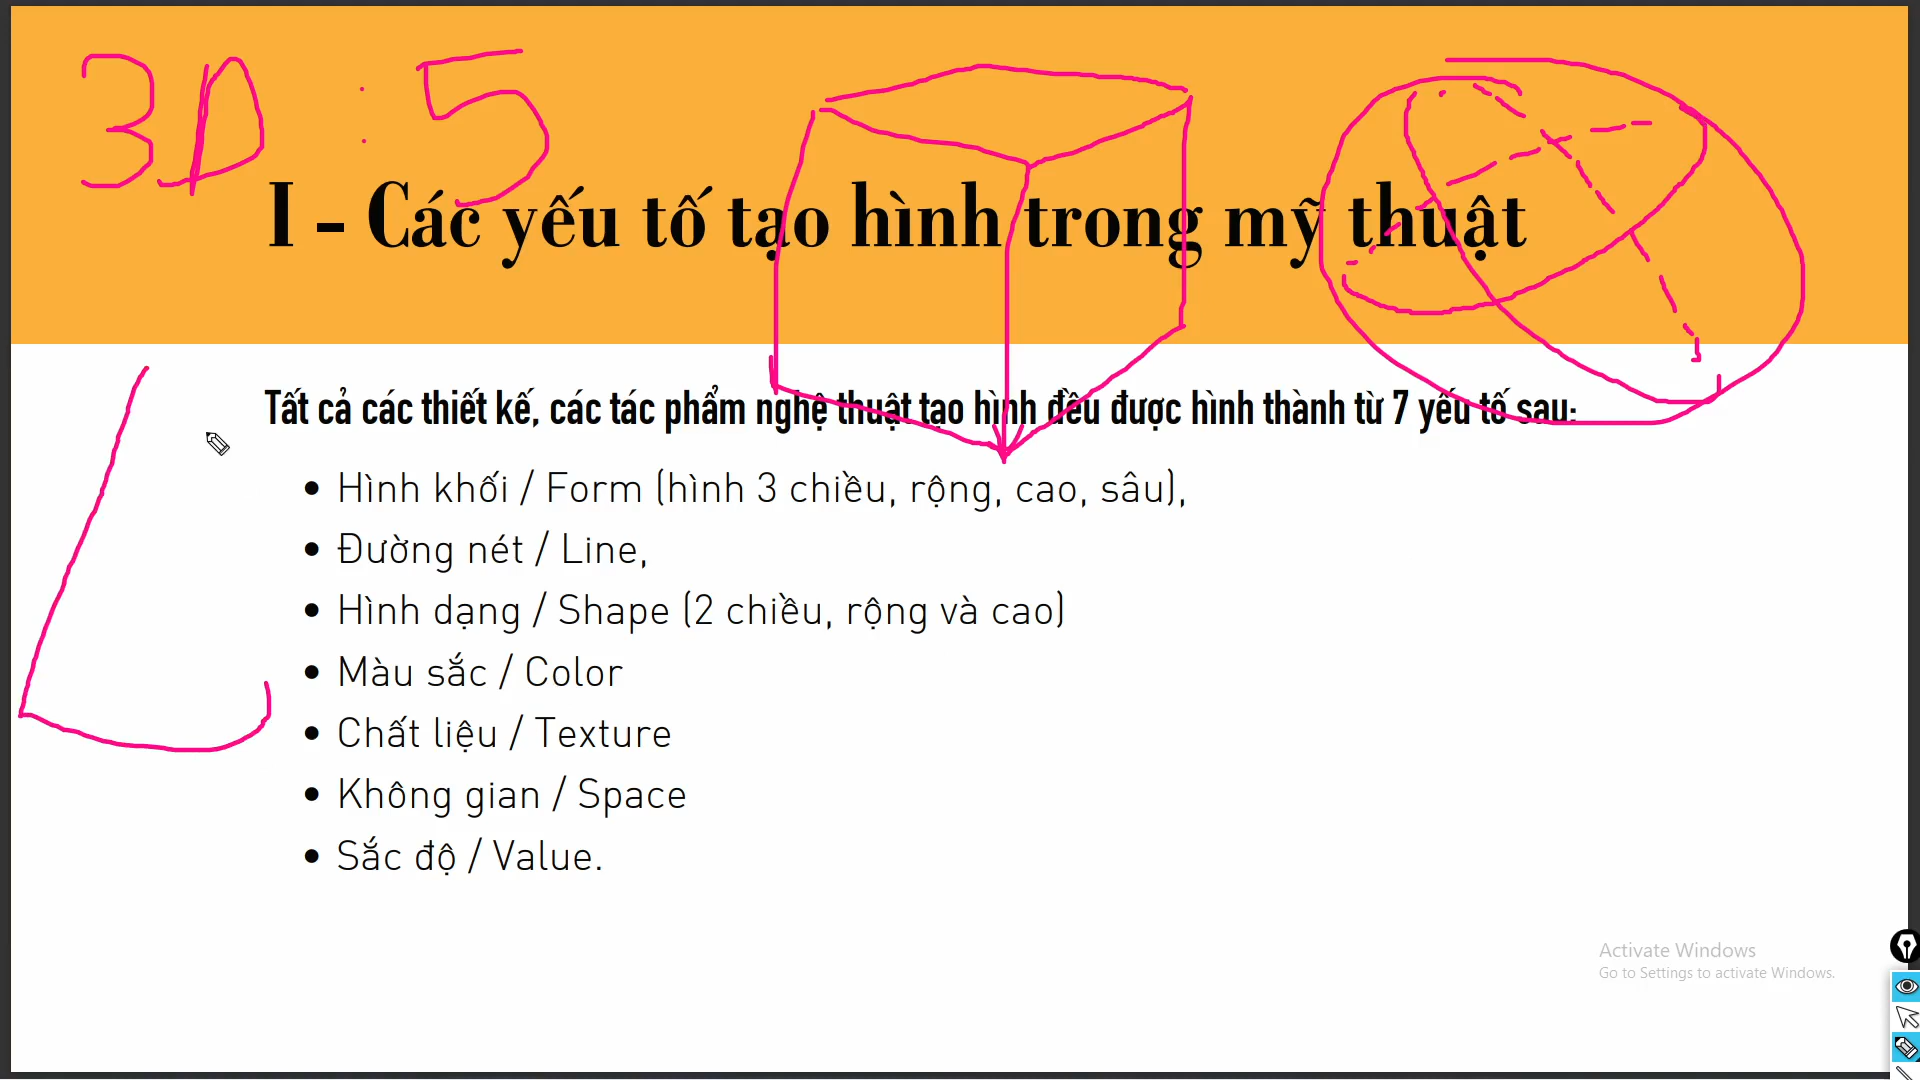 3D : 5
I - Các yếu tố tạo hình trong mỹ thuật
Tất cả các thiết kế, các tác phẩm nghệ thuật tạo hình đều được hình thành từ 7 yếu tố sau:
• Hình khối / Form (hình 3 chiều, rộng, cao, sâu),
• Đường nét / Line,
• Hình dạng / Shape (2 chiều, rộng và cao)
• Màu sắc / Color
• Chất liệu / Texture
• Không gian / Space
• Sắc độ / Value.
Activate Windows
Go to Settings to activate Windows.